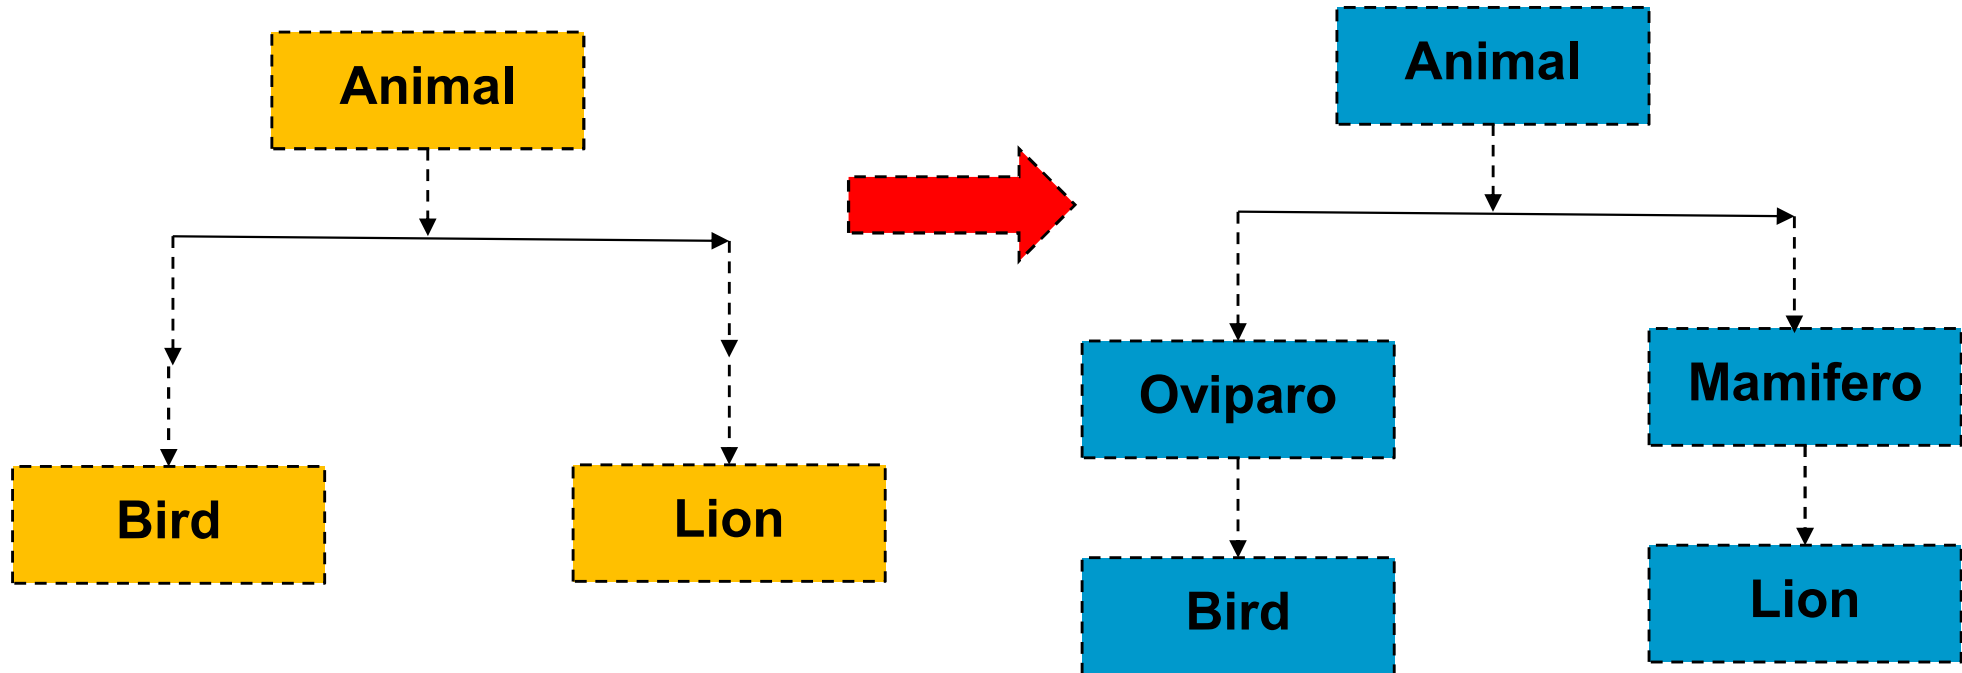 Animal
Bird
Lion
Animal
Oviparo
Mamifero
Bird
Lion